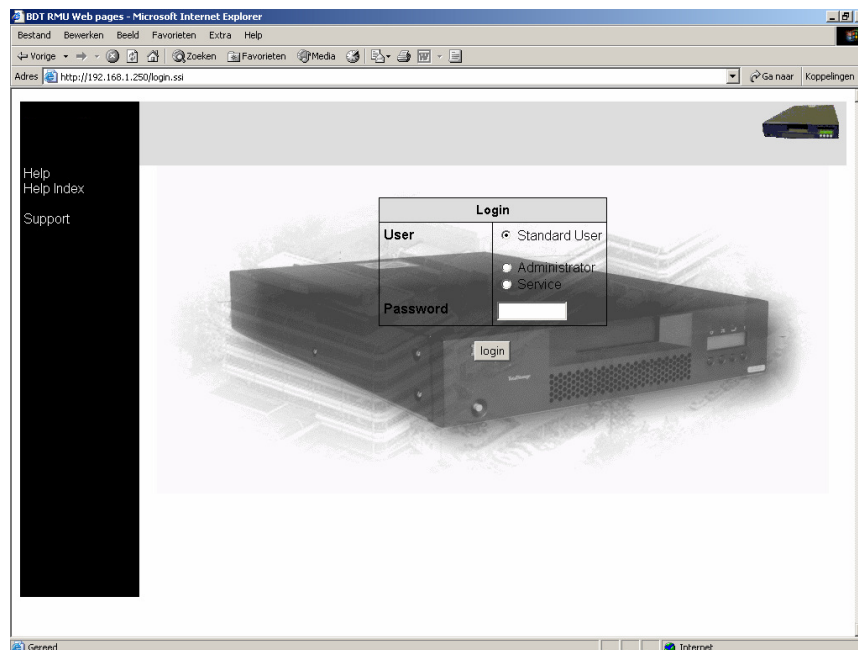 BDT RMU Web pages - Microsoft Internet Explorer
Bestand Bewerken Beeld Favorieten Extra Help
Vorige Zoeken Favorieten Media
Adres http://192.168.1.250/login.ssi Ga naar Koppelingen
Help
Help Index
Support
Login
User Standard User
Administrator
Service
Password
login
Gereed Internet